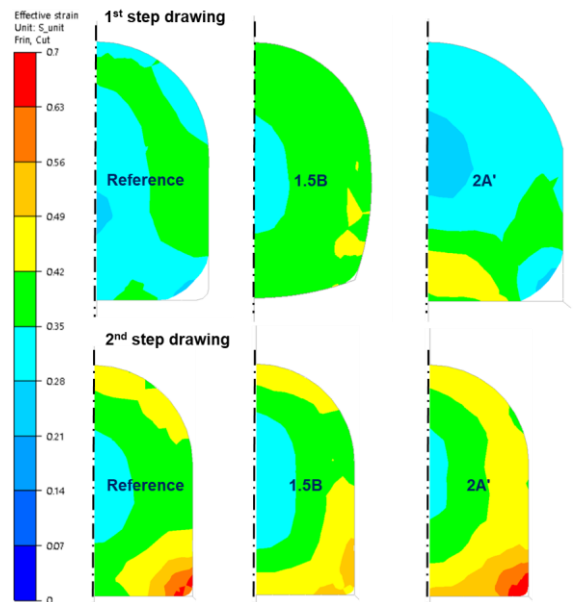 Effective strain
Unit: S_unit
Frin, Cut
0.7
0.63
0.56
0.49
0.42
0.35
0.28
0.21
0.14
0.07
0
1st step drawing
Reference
1.5B
2A'
2nd step drawing
Reference
1.5B
2A'